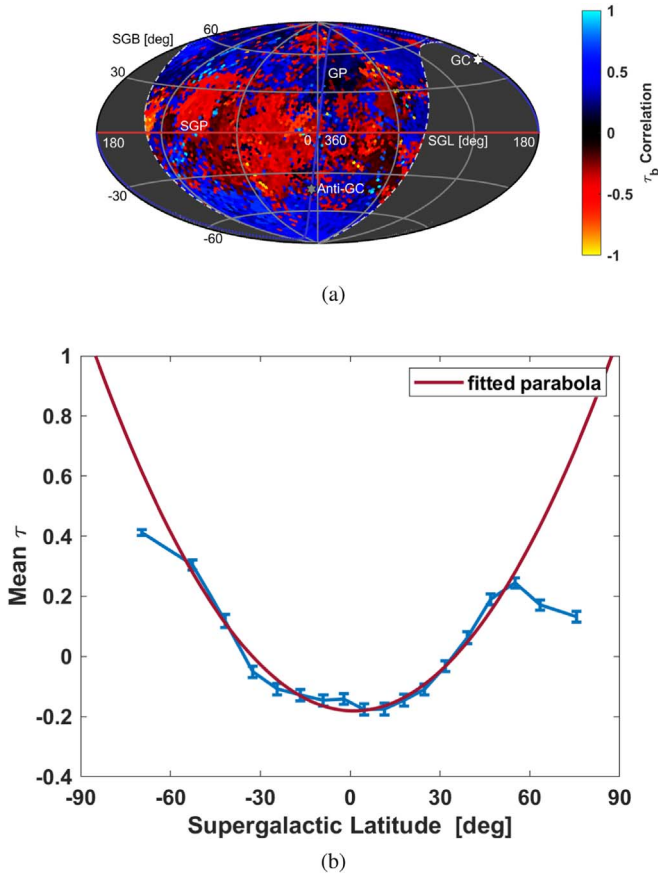 SGB [deg]
60
GC
30
GP
SGP
180
0
360
SGL [deg]
180
-30
Anti-GC
-60
1
0.5
0
-0.5
-1
τb Correlation
(a)
1
0.8
0.6
0.4
0.2
0
-0.2
-0.4
Mean τ
fitted parabola
-90
-60
-30
0
30
60
90
Supergalactic Latitude [deg]
(b)